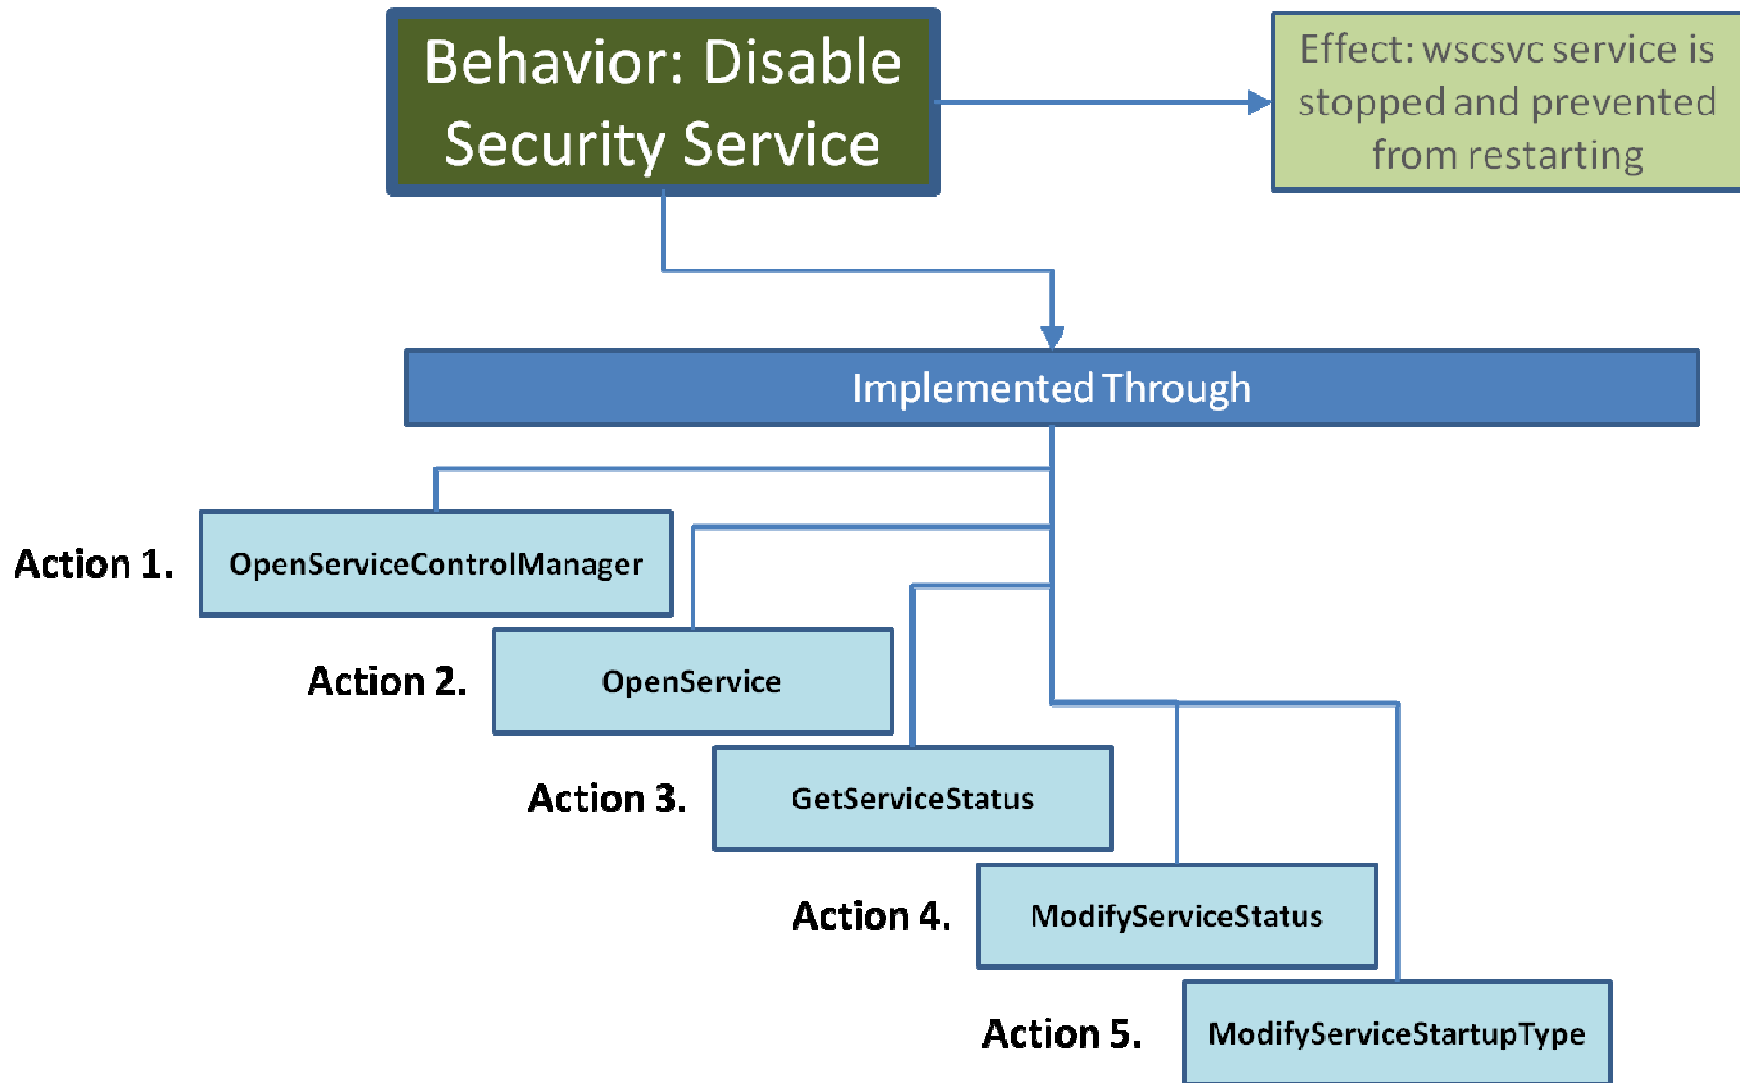 Behavior: Disable
Security Service
Effect: wscsvc service is
stopped and prevented
from restarting
Implemented Through
Action 1.
OpenServiceControlManager
Action 2.
OpenService
Action 3.
GetServiceStatus
Action 4.
ModifyServiceStatus
Action 5.
ModifyServiceStartupType